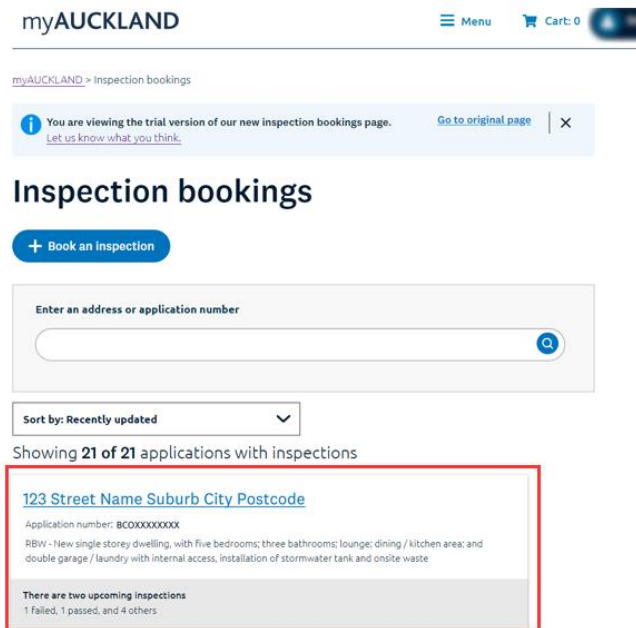 myAUCKLAND
Menu
Cart: 0
myAUCKLAND > Inspection bookings
You are viewing the trial version of our new inspection bookings page.
Go to original page
Let us know what you think.
Inspection bookings
+ Book an inspection
Enter an address or application number
Sort by: Recently updated
Showing 21 of 21 applications with inspections
123 Street Name Suburb City Postcode
Application number: BCOXXXXXXXX
RBW - New single storey dwelling, with five bedrooms; three bathrooms; lounge; dining / kitchen area; and
double garage / laundry with internal access, installation of stormwater tank and onsite waste
There are two upcoming inspections
1 failed, 1 passed, and 4 others